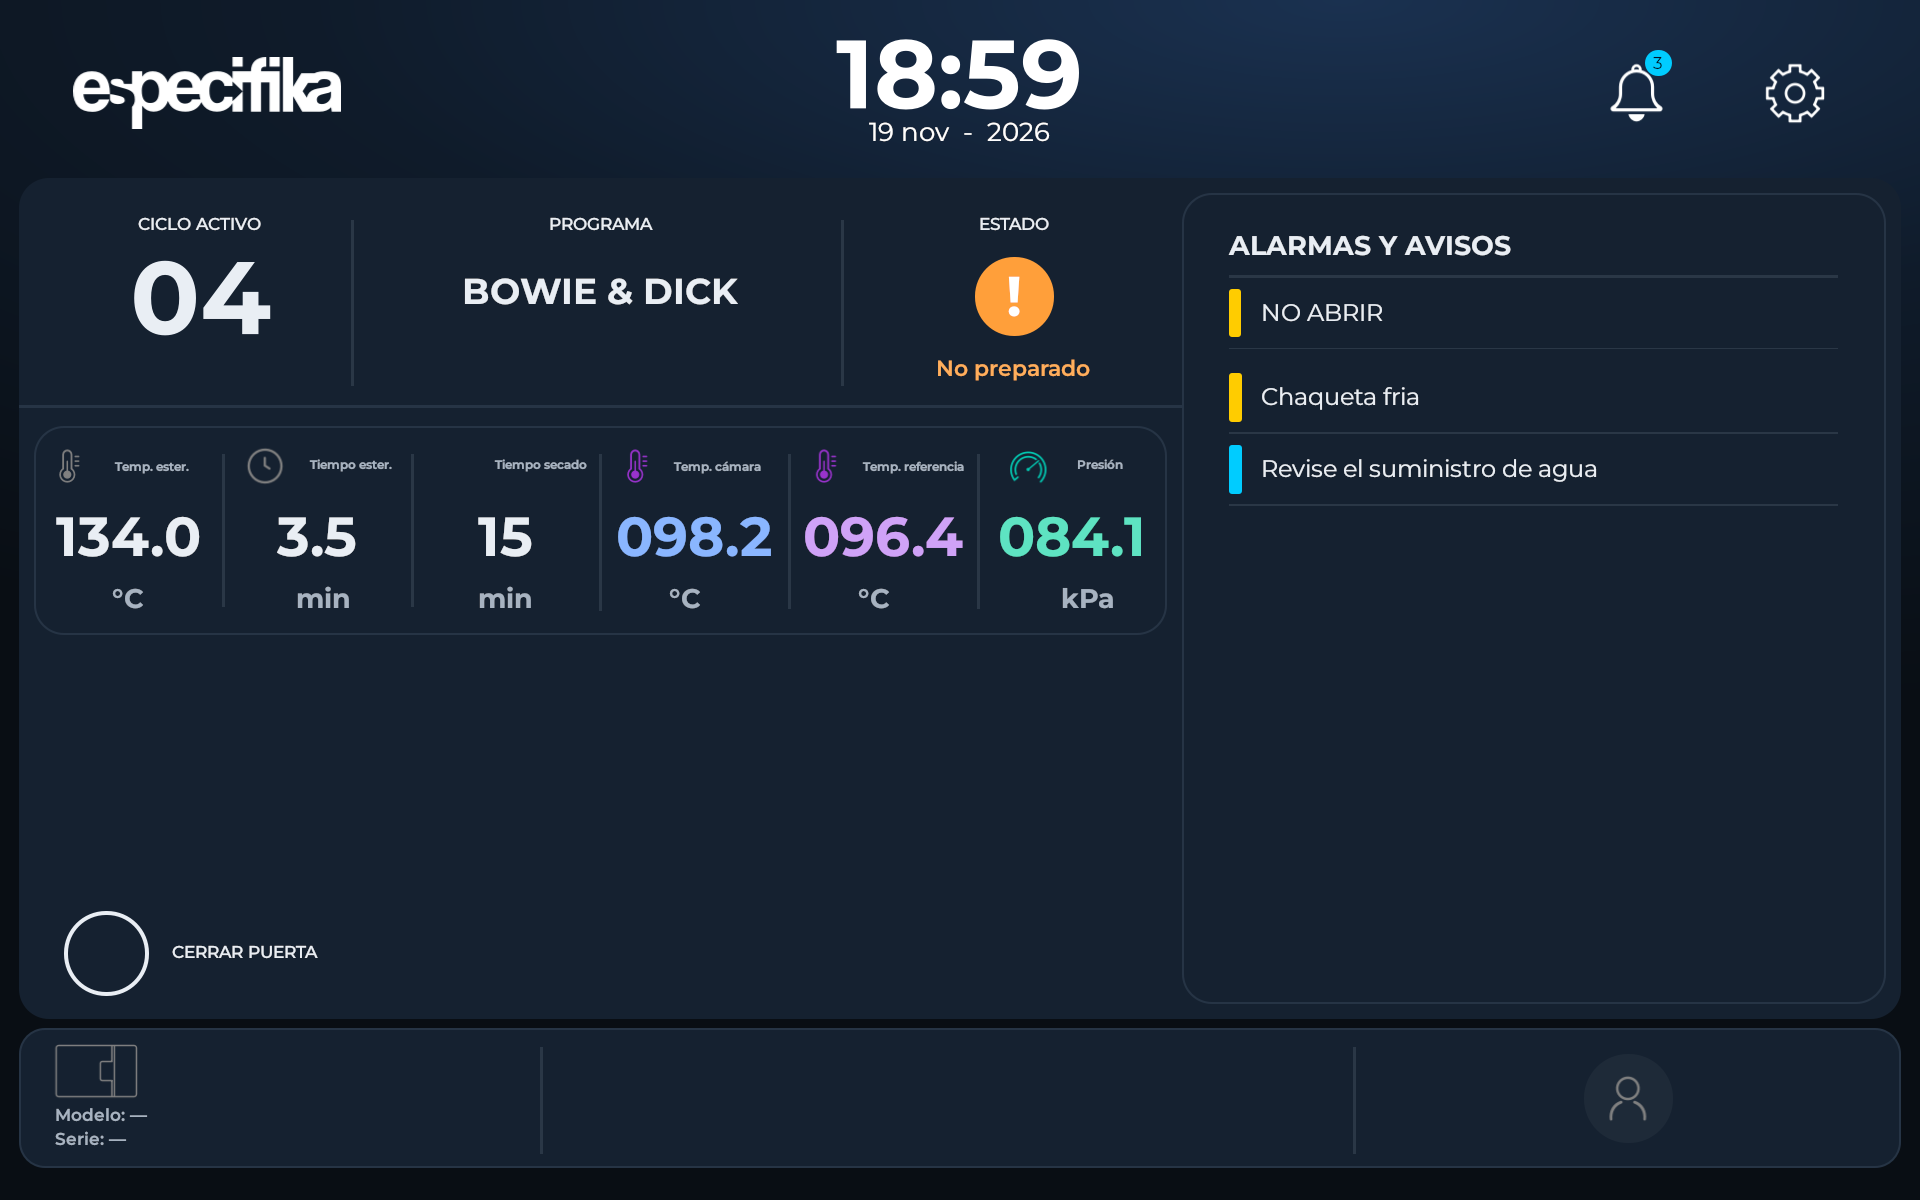 especifika
18:59
19 nov - 2026
3
CICLO ACTIVO
04
PROGRAMA
BOWIE & DICK
ESTADO
!
No preparado
ALARMAS Y AVISOS
NO ABRIR
Chaqueta fria
Revise el suministro de agua
Temp. ester.
134.0
°C
Tiempo ester.
3.5
min
Tiempo secado
15
min
Temp. cámara
098.2
°C
Temp. referencia
096.4
°C
Presión
084.1
kPa
CERRAR PUERTA
Modelo: —
Serie: —